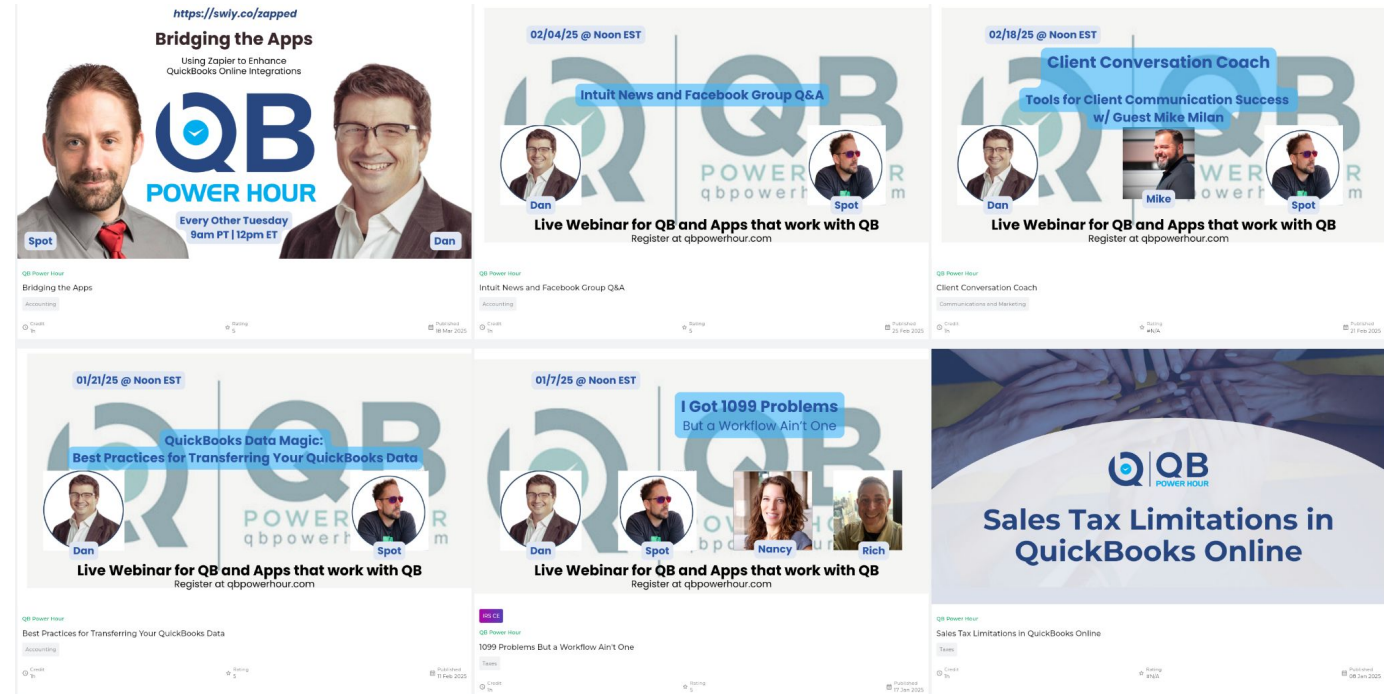 https://swiy.co/zapped
Bridging the Apps
Using Zapier to Enhance
QuickBooks Online Integrations
QB
POWER HOUR
Every Other Tuesday
9am PT | 12pm ET
Spot
Dan
QB Power Hour
Bridging the Apps
Accounting
Credit
1h
Rating
5
Published
18 Mar 2025
02/04/25 @ Noon EST
Intuit News and Facebook Group Q&A
QB
POWER
R
qbpowerh
m
Dan
Spot
Live Webinar for QB and Apps that work with QB
Register at qbpowerhour.com
QB Power Hour
Intuit News and Facebook Group Q&A
Accounting
Credit
1h
Rating
5
Published
25 Feb 2025
02/18/25 @ Noon EST
Client Conversation Coach
Tools for Client Communication Success
w/ Guest Mike Milan
QB
OWER
R
werh
m
Dan
Mike
Spot
Live Webinar for QB and Apps that work with QB
Register at qbpowerhour.com
QB Power Hour
Client Conversation Coach
Communications and Marketing
Credit
1h
Rating
#N/A
Published
21 Feb 2025
01/21/25 @ Noon EST
QuickBooks Data Magic:
Best Practices for Transferring Your QuickBooks Data
QB
POWER
R
qbpowerh
m
Dan
Spot
Live Webinar for QB and Apps that work with QB
Register at qbpowerhour.com
QB Power Hour
Best Practices for Transferring Your QuickBooks Data
Accounting
Credit
1h
Rating
5
Published
11 Feb 2025
01/7/25 @ Noon EST
I Got 1099 Problems
But a Workflow Ain't One
QB
Dan
Spot
Nancy
Rich
Live Webinar for QB and Apps that work with QB
Register at qbpowerhour.com
IRS CE
QB Power Hour
1099 Problems But a Workflow Ain't One
Taxes
Credit
1h
Rating
5
Published
17 Jan 2025
QB
POWER HOUR
Sales Tax Limitations in
QuickBooks Online
QB Power Hour
Sales Tax Limitations in QuickBooks Online
Taxes
Credit
1h
Rating
#N/A
Published
08 Jan 2025